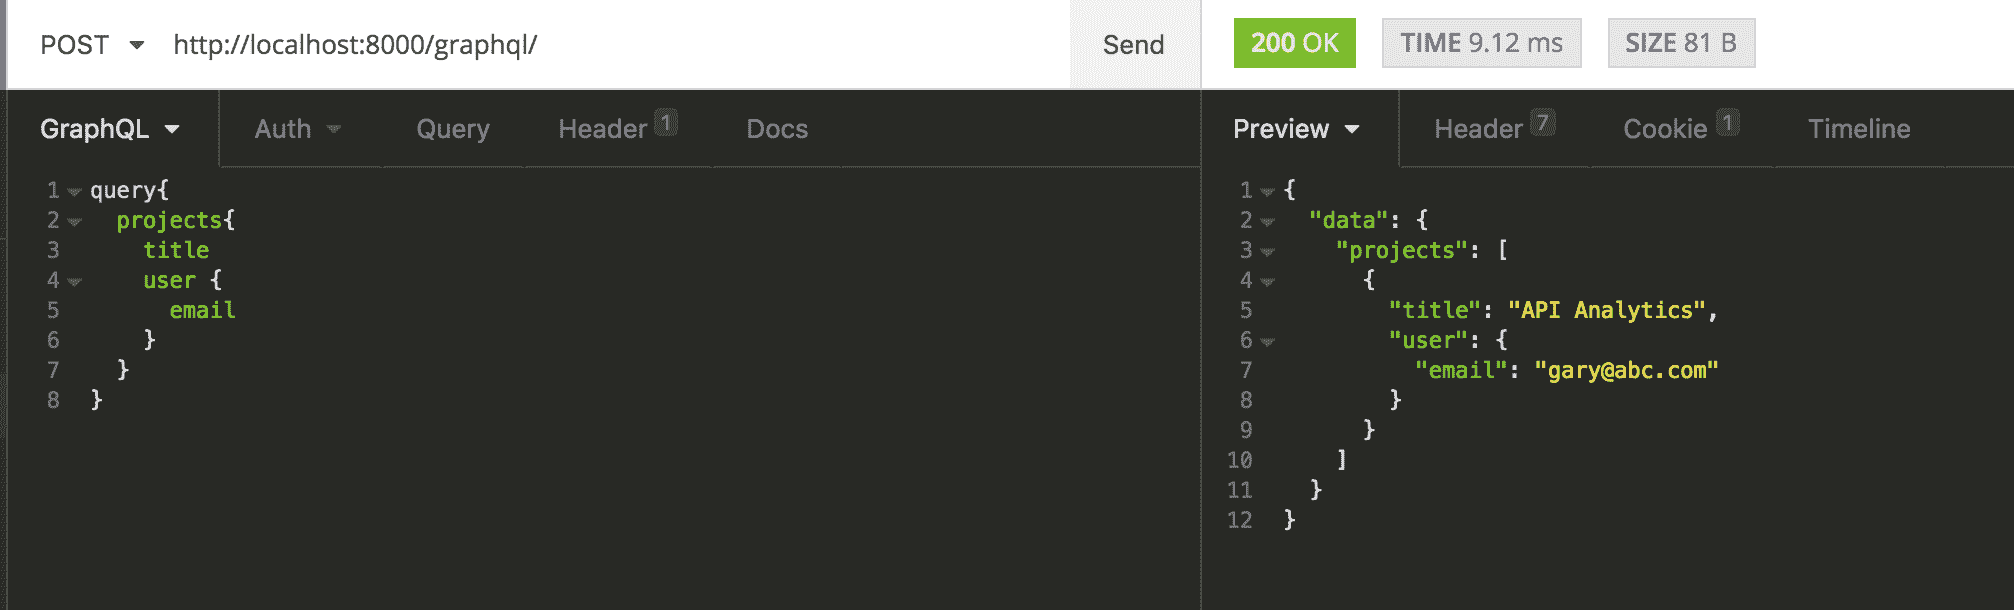 POST http://localhost:8000/graphql/ Send 200 OK TIME 9.12 ms SIZE 81 B
GraphQL Auth Query Header 1 Docs Preview Header 7 Cookie 1 Timeline
1 query{
2 projects{
3 title
4 user {
5 email
6 }
7 }
8 }
1 {
2 "data": {
3 "projects": [
4 {
5 "title": "API Analytics",
6 "user": {
7 "email": "gary@abc.com"
8 }
9 }
10 ]
11 }
12 }